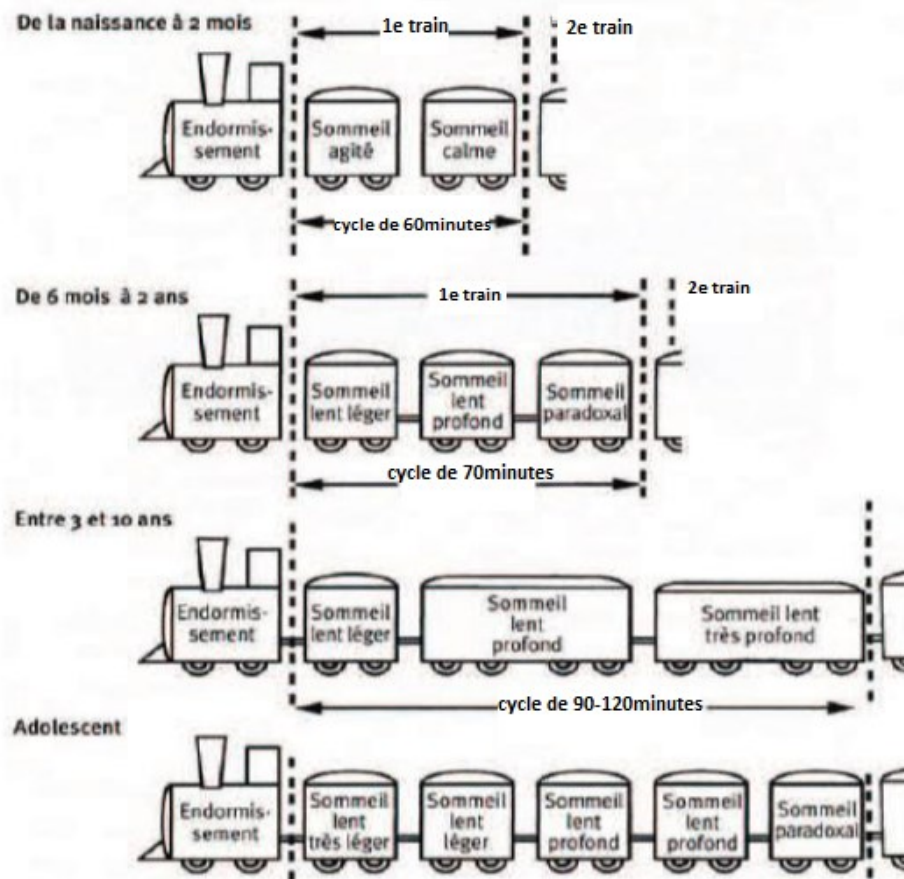 De la naissance à 2 mois
1e train
2e train
Endormis-
sement
Sommeil
agité
Sommeil
calme
cycle de 60minutes
De 6 mois à 2 ans
1e train
2e train
Endormis-
sement
Sommeil
lent léger
Sommeil
lent
profond
Sommeil
paradoxal
cycle de 70minutes
Entre 3 et 10 ans
Endormis-
sement
Sommeil
lent léger
Sommeil
lent
profond
Sommeil lent
très profond
cycle de 90-120minutes
Adolescent
Endormis-
sement
Sommeil
lent
très léger
Sommeil
lent
léger
Sommeil
lent
profond
Sommeil
lent
profond
Sommeil
paradoxal